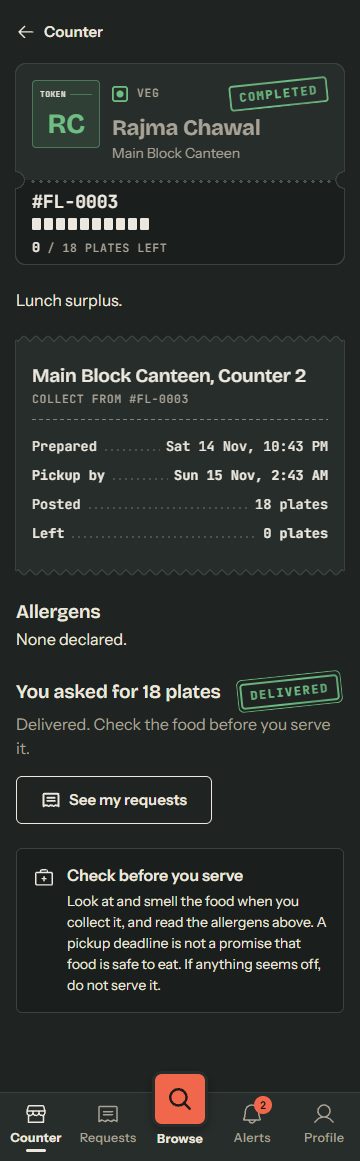 Counter
TOKEN
RC
VEG
COMPLETED
Rajma Chawal
Main Block Canteen
#FL-0003
0 / 18 PLATES LEFT
Lunch surplus.
Main Block Canteen, Counter 2
COLLECT FROM #FL-0003
Prepared ........ Sat 14 Nov, 10:43 PM
Pickup by ........ Sun 15 Nov, 2:43 AM
Posted ........ 18 plates
Left ........ 0 plates
Allergens
None declared.
You asked for 18 plates
DELIVERED
Delivered. Check the food before you serve
it.
See my requests
Check before you serve
Look at and smell the food when you
collect it, and read the allergens above. A
pickup deadline is not a promise that
food is safe to eat. If anything seems off,
do not serve it.
2
Counter Requests Browse Alerts Profile